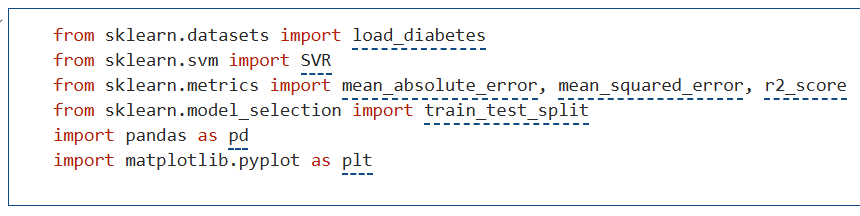 from sklearn.datasets import load_diabetes
from sklearn.svm import SVR
from sklearn.metrics import mean_absolute_error, mean_squared_error, r2_score
from sklearn.model_selection import train_test_split
import pandas as pd
import matplotlib.pyplot as plt